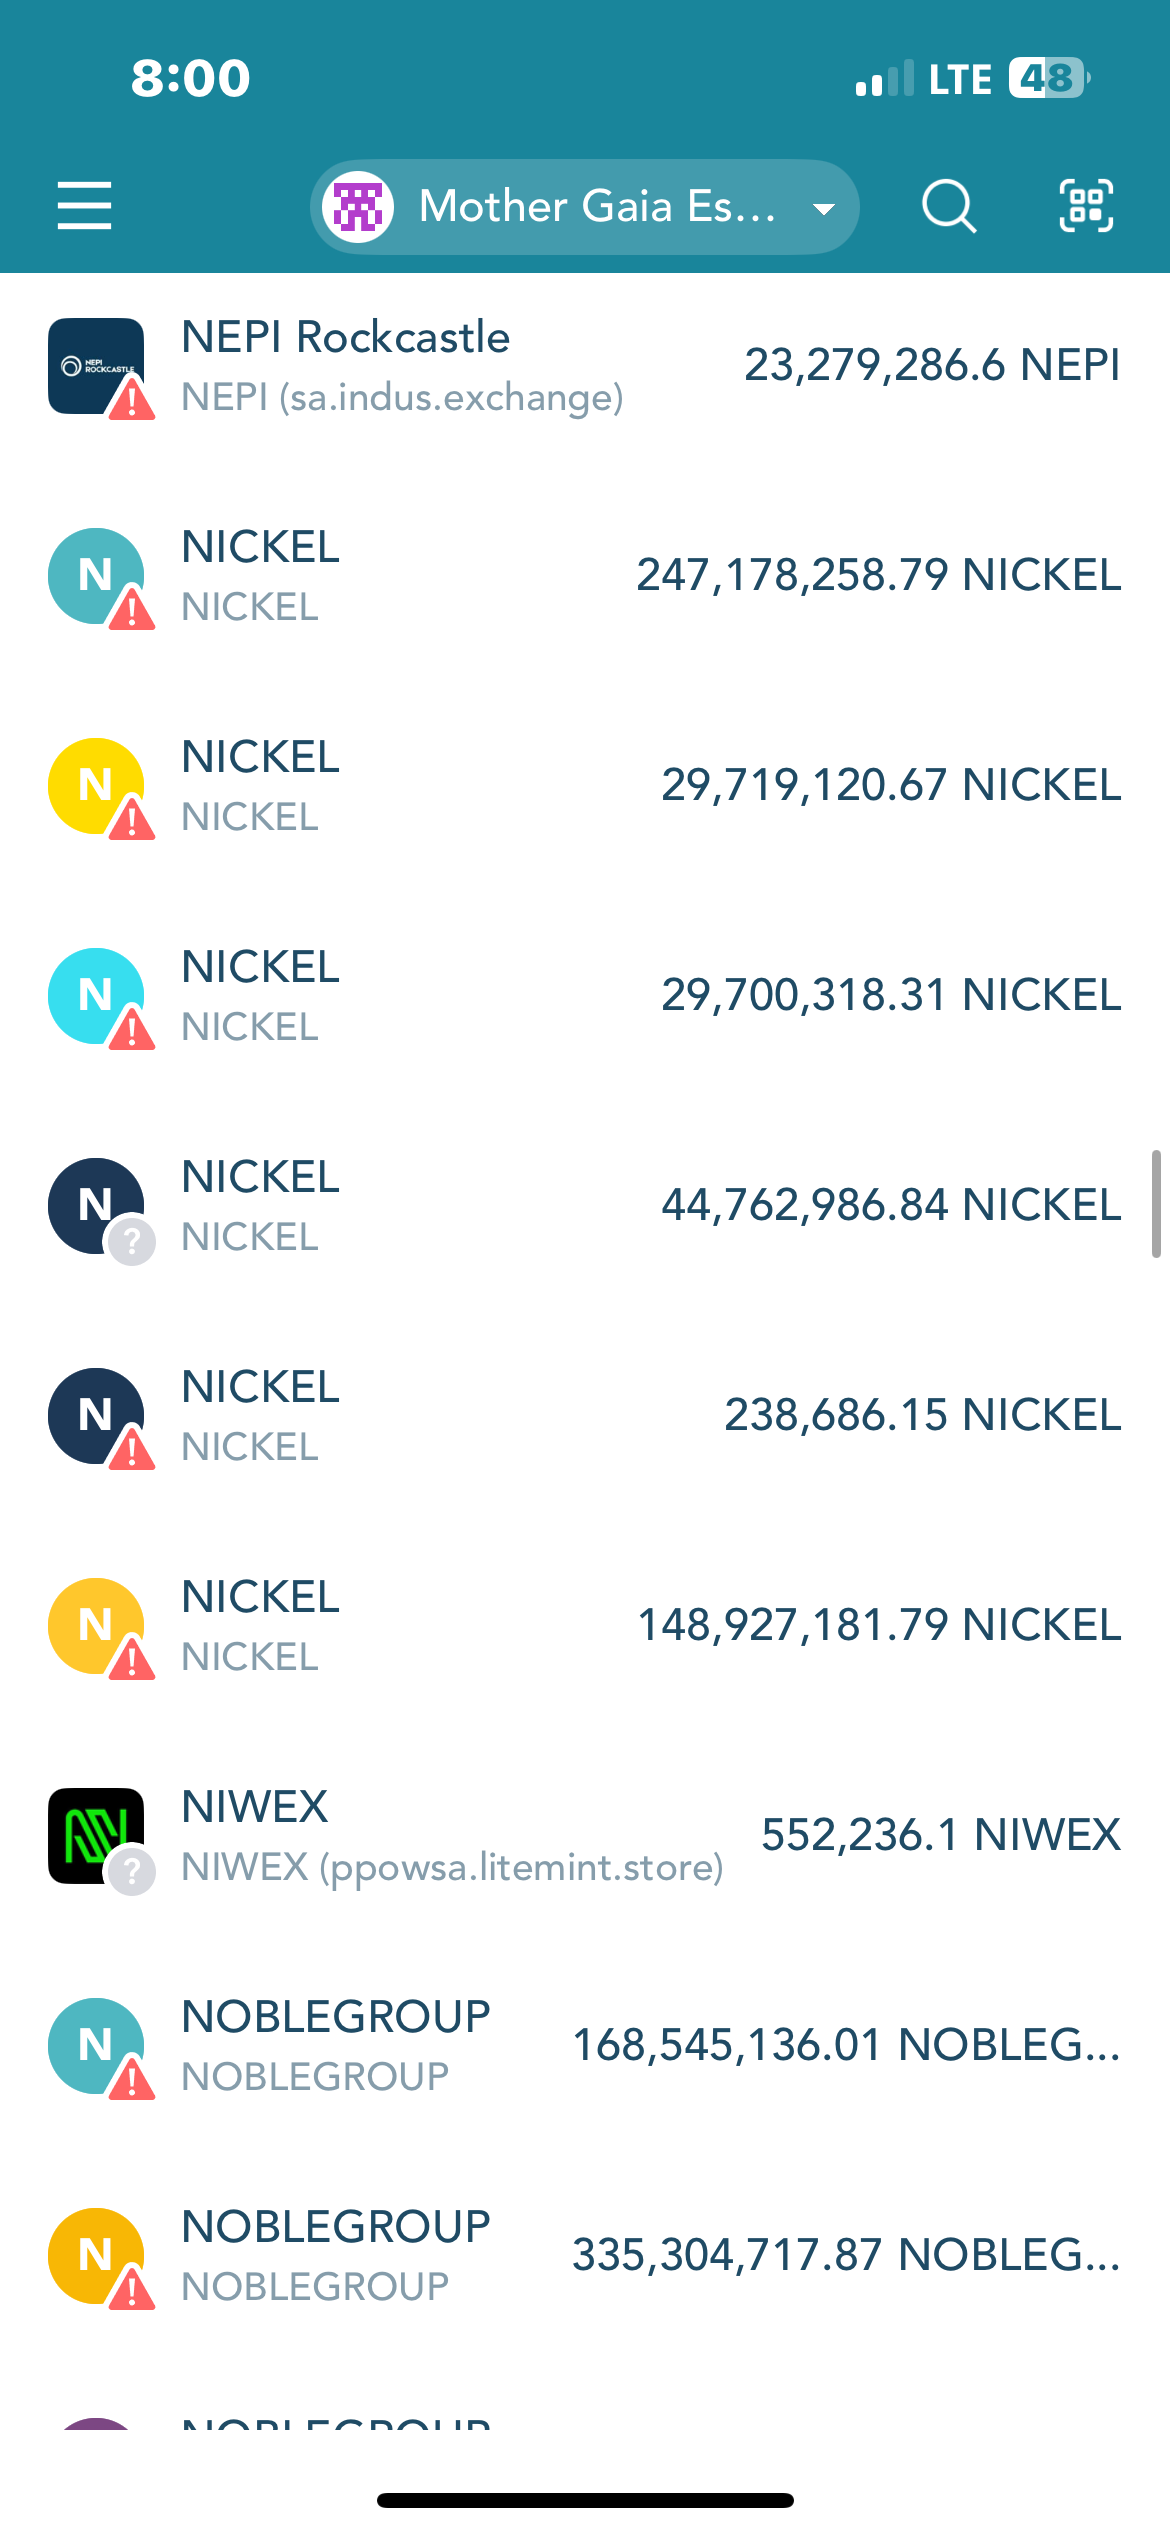 8:00 LTE 48
Mother Gaia Es...
NEPI ROCKCASTLE
NEPI Rockcastle
23,279,286.6 NEPI
NEPI (sa.indus.exchange)
N
NICKEL
247,178,258.79 NICKEL
NICKEL
N
NICKEL
29,719,120.67 NICKEL
NICKEL
N
NICKEL
29,700,318.31 NICKEL
NICKEL
N
?
NICKEL
44,762,986.84 NICKEL
NICKEL
N
NICKEL
238,686.15 NICKEL
NICKEL
N
NICKEL
148,927,181.79 NICKEL
NICKEL
?
NIWEX
552,236.1 NIWEX
NIWEX (ppowsa.litemint.store)
N
NOBLEGROUP
168,545,136.01 NOBLEG...
NOBLEGROUP
N
NOBLEGROUP
335,304,717.87 NOBLEG...
NOBLEGROUP
NOBLEGROUP